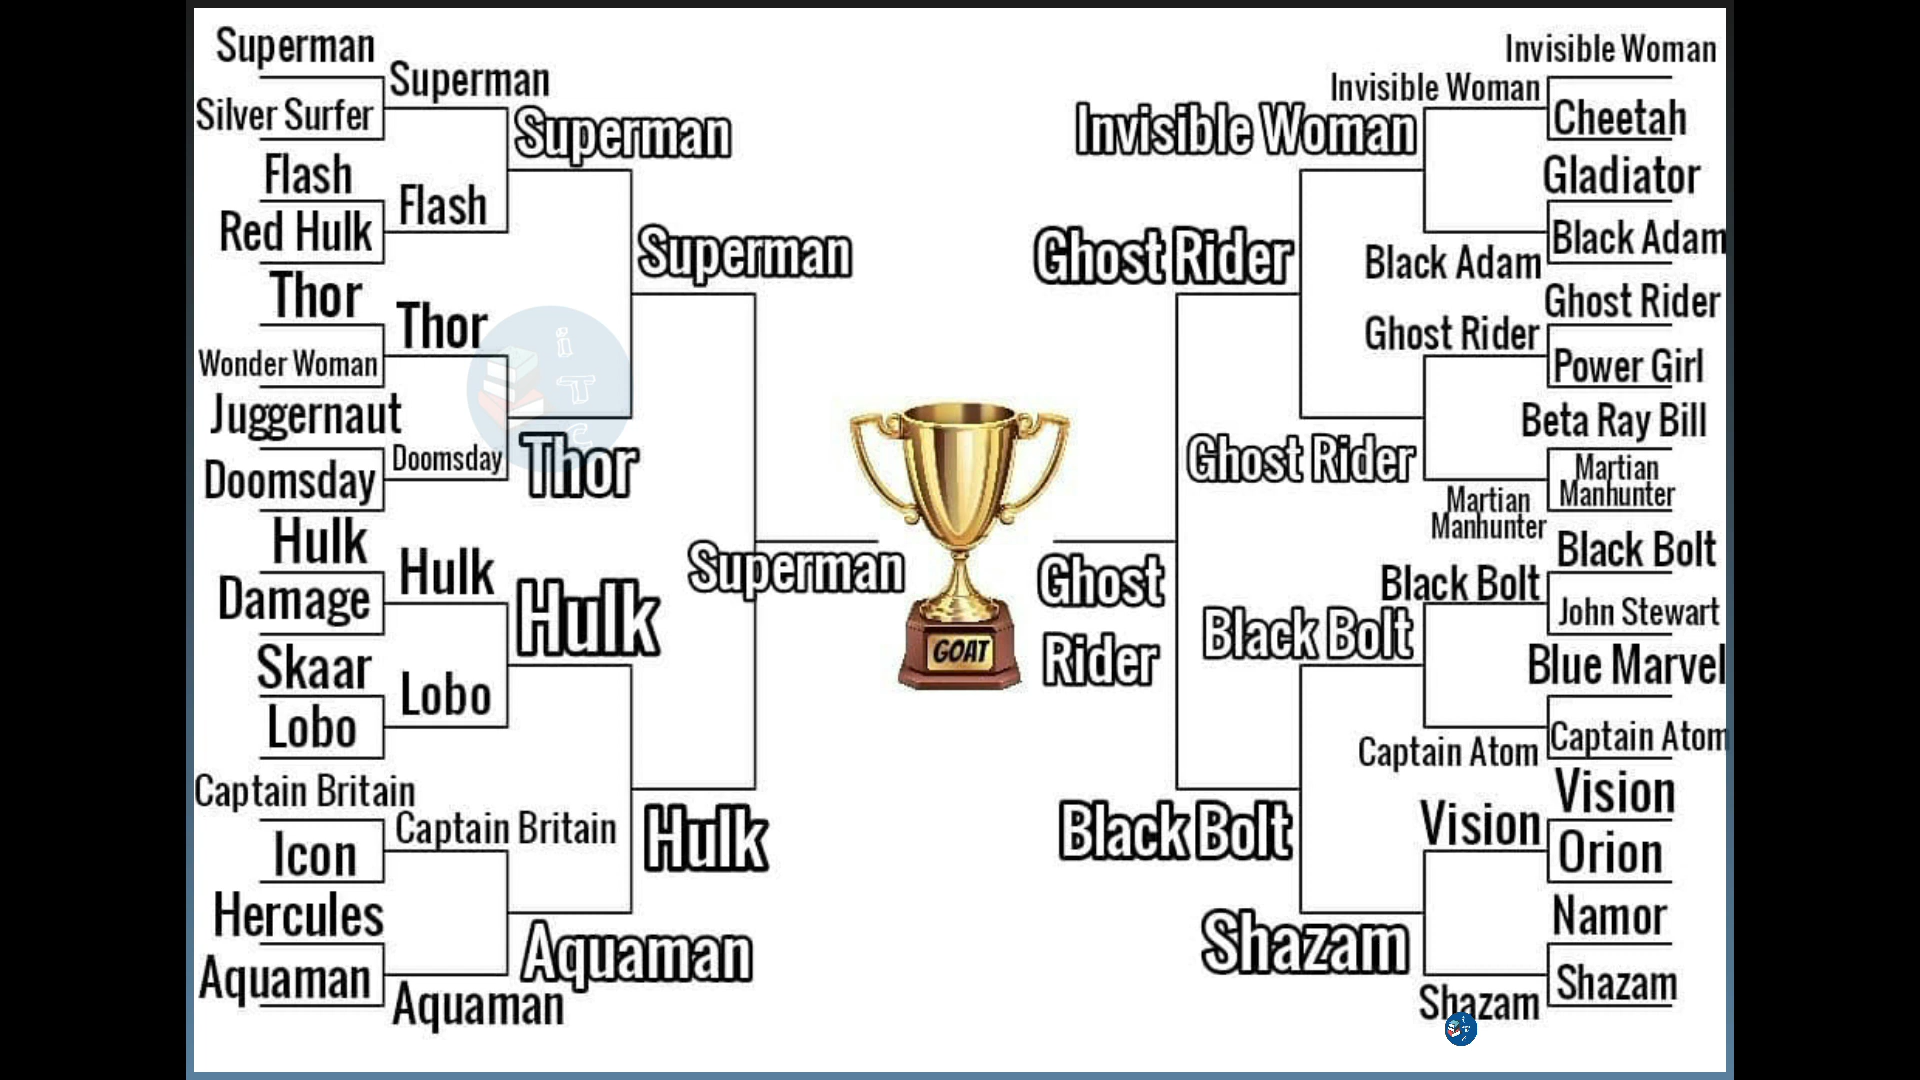 Superman
Silver Surfer
Flash
Red Hulk
Thor
Wonder Woman
Juggernaut
Doomsday
Hulk
Damage
Skaar
Lobo
Captain Britain
Icon
Hercules
Aquaman
Superman
Flash
Thor
Doomsday
Hulk
Lobo
Captain Britain
Aquaman
Superman
Thor
Hulk
Aquaman
Superman
Hulk
Superman
GOAT
Ghost
Rider
Ghost Rider
Black Bolt
Invisible Woman
Ghost Rider
Black Bolt
Shazam
Invisible Woman
Black Adam
Ghost Rider
Martian
Manhunter
Black Bolt
Captain Atom
Vision
Shazam
Invisible Woman
Cheetah
Gladiator
Black Adam
Ghost Rider
Power Girl
Beta Ray Bill
Martian
Manhunter
Black Bolt
John Stewart
Blue Marvel
Captain Atom
Vision
Orion
Namor
Shazam
i
T
C